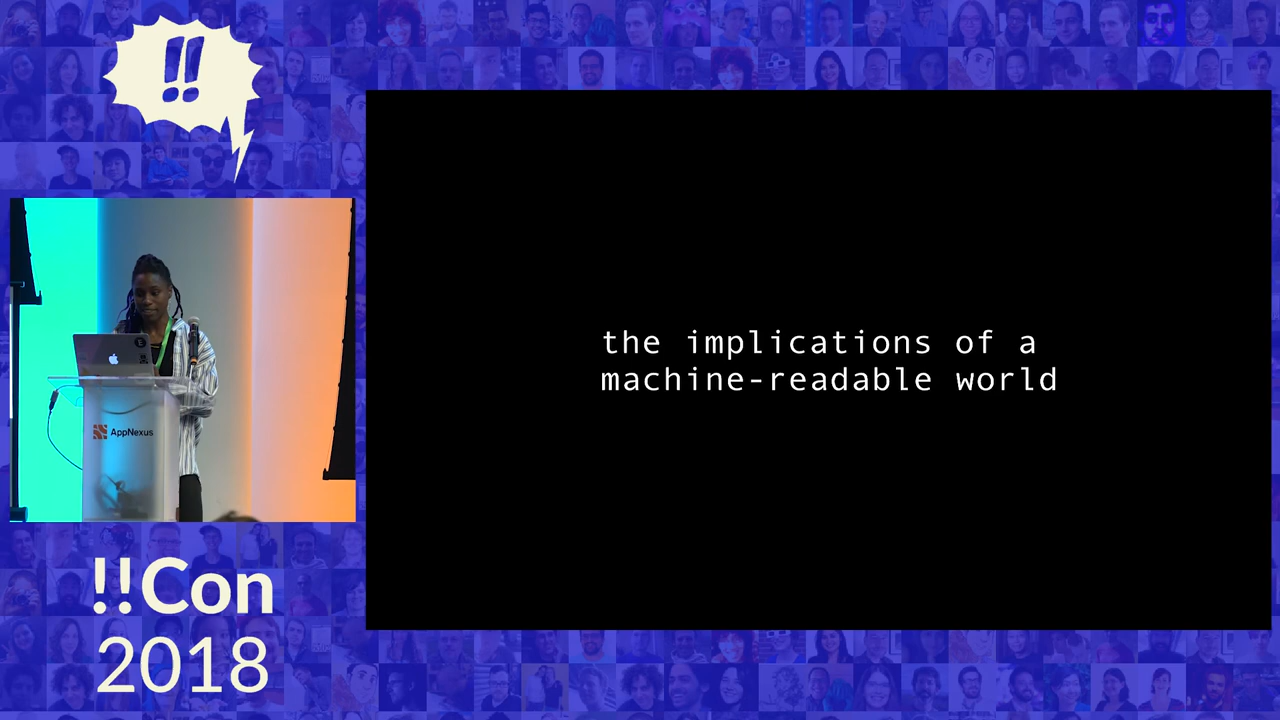 !!
the implications of a
machine-readable world
AppNexus
!!Con
2018